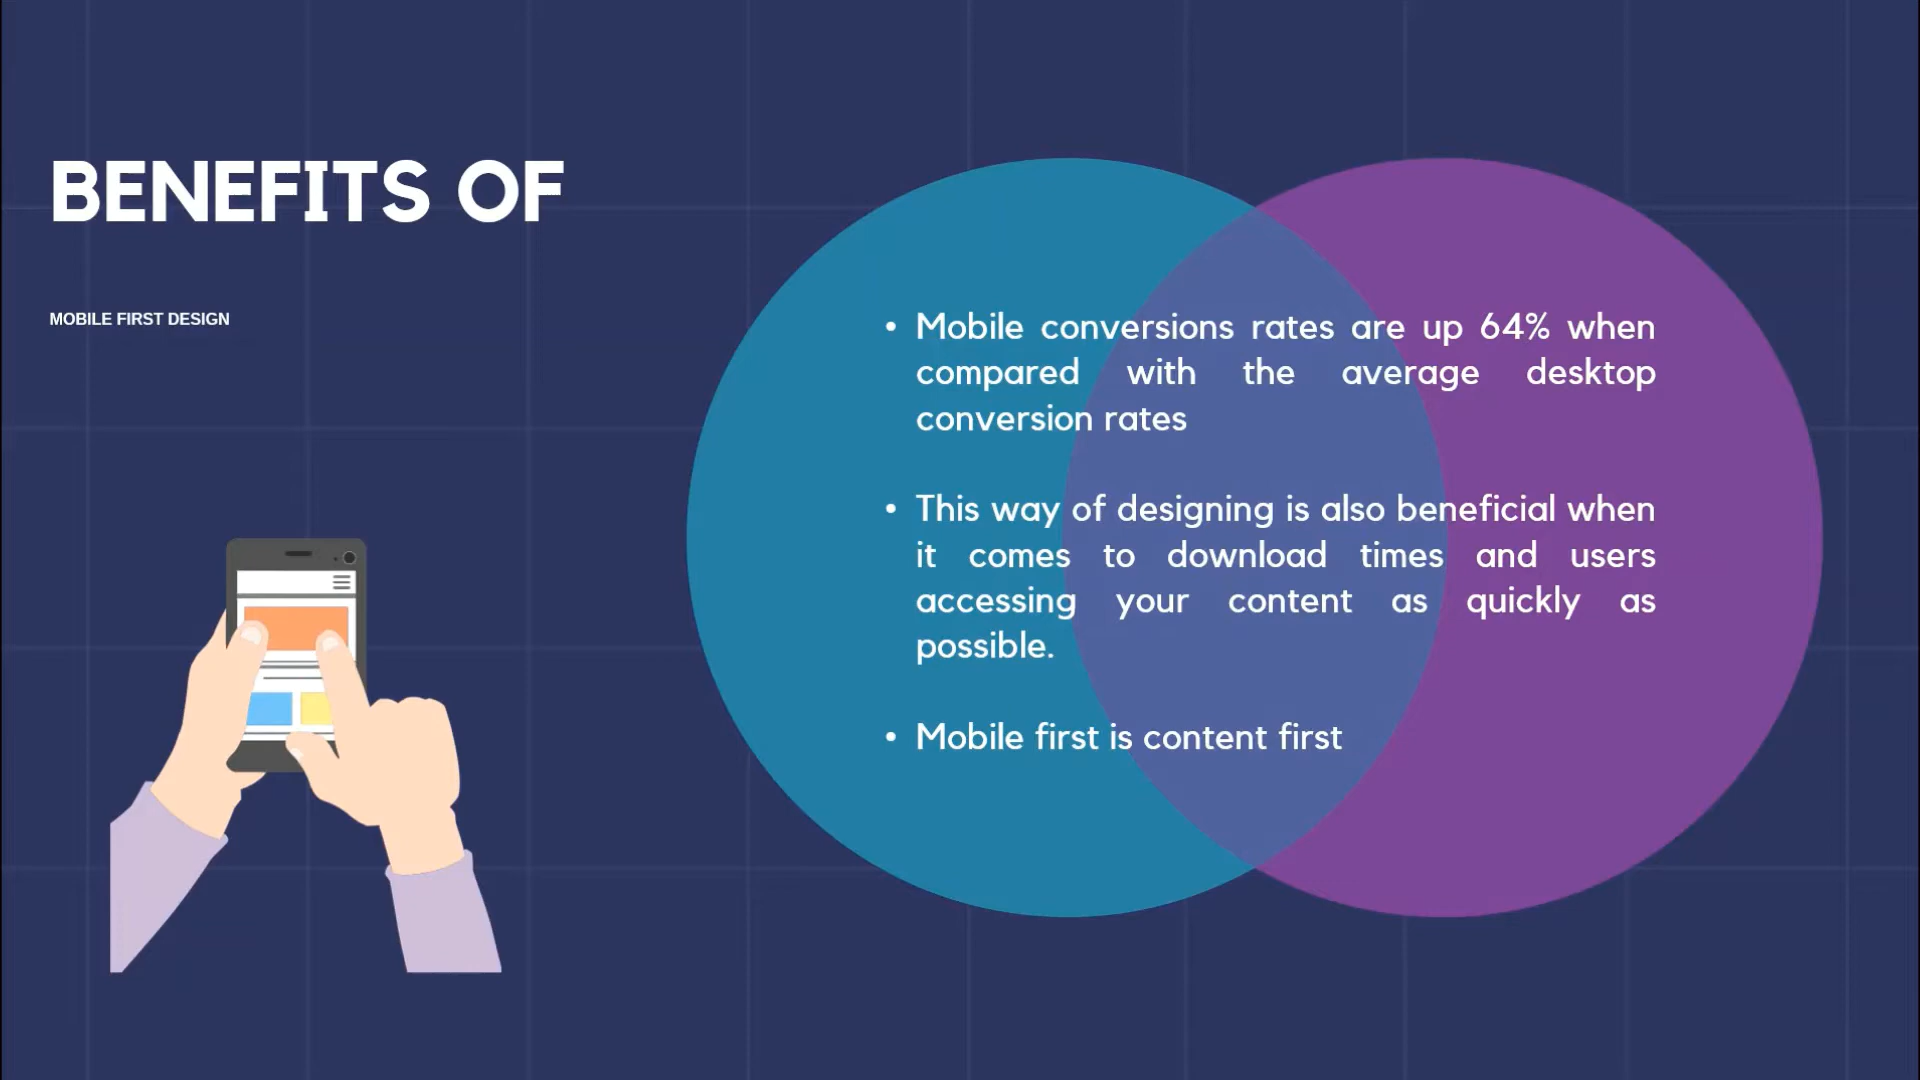 BENEFITS OF
MOBILE FIRST DESIGN
• Mobile conversions rates are up 64% when
compared with the average desktop
conversion rates
• This way of designing is also beneficial when
it comes to download times and users
accessing your content as quickly as
possible.
• Mobile first is content first